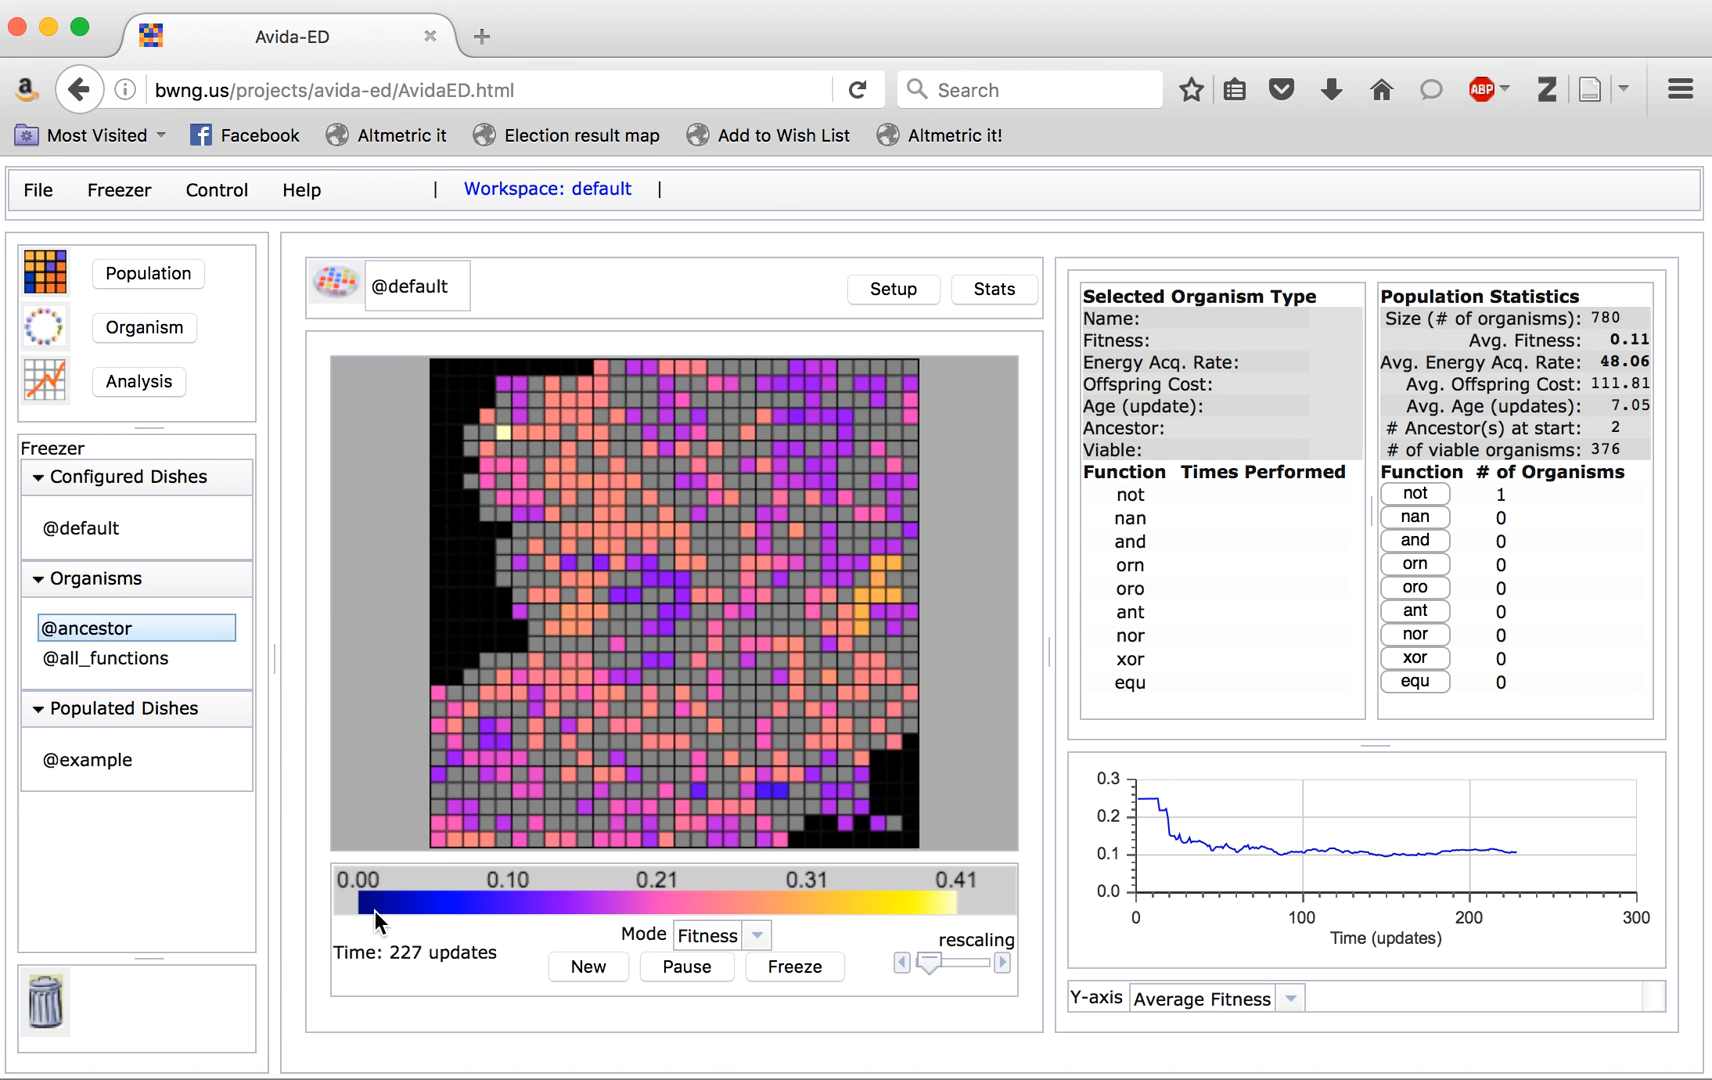 Avida-ED
bwng.us/projects/avida-ed/AvidaED.html
Search
ABP
Z
Most Visited
Facebook
Altmetric it
Election result map
Add to Wish List
Altmetric it!
File Freezer Control Help | Workspace: default |
Population
Organism
Analysis
Freezer
Configured Dishes
@default
Organisms
@ancestor
@all_functions
Populated Dishes
@example
@default
Setup
Stats
0.00 0.10 0.21 0.31 0.41
Mode Fitness
Time: 227 updates
rescaling
New
Pause
Freeze
Selected Organism Type
Name:
Fitness:
Energy Acq. Rate:
Offspring Cost:
Age (update):
Ancestor:
Viable:
Function Times Performed
not
nan
and
orn
oro
ant
nor
xor
equ
Population Statistics
Size (# of organisms): 780
Avg. Fitness: 0.11
Avg. Energy Acq. Rate: 48.06
Avg. Offspring Cost: 111.81
Avg. Age (updates): 7.05
# Ancestor(s) at start: 2
# of viable organisms: 376
Function # of Organisms
not 1
nan 0
and 0
orn 0
oro 0
ant 0
nor 0
xor 0
equ 0
0.3
0.2
0.1
0.0
0 100 200 300
Time (updates)
Y-axis Average Fitness